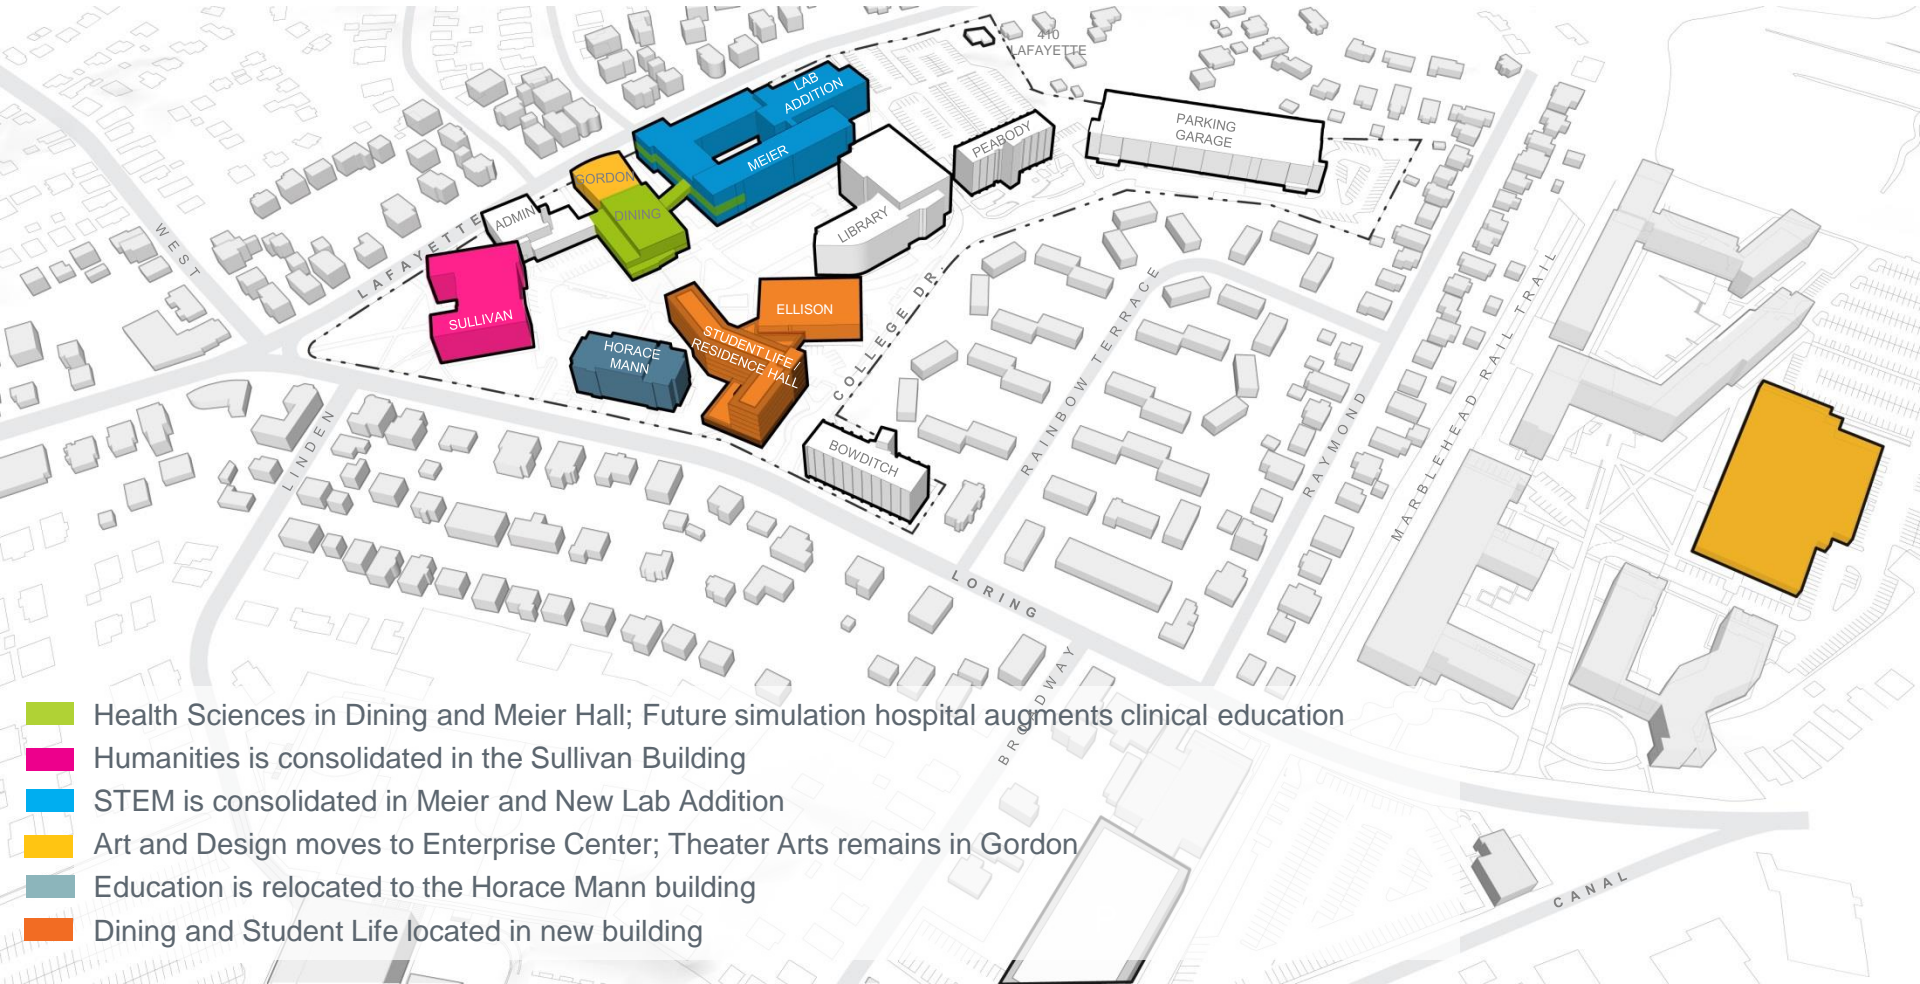 410
LAFAYETTE
LAB
ADDITION
PARKING
GARAGE
PEABODY
MEIER
GORDON
DINING
ADMIN
LIBRARY
WEST
LAFAYETTE
SULLIVAN
ELLISON
STUDENT LIFE /
RESIDENCE HALL
HORACE
MANN
COLLEGE DR.
RAINBOW TERRACE
RAYMOND
MARBLEHEAD RAIL TRAIL
LINDEN
BOWDITCH
LORING
BROADWAY
CANAL
Health Sciences in Dining and Meier Hall; Future simulation hospital augments clinical education
Humanities is consolidated in the Sullivan Building
STEM is consolidated in Meier and New Lab Addition
Art and Design moves to Enterprise Center; Theater Arts remains in Gordon
Education is relocated to the Horace Mann building
Dining and Student Life located in new building